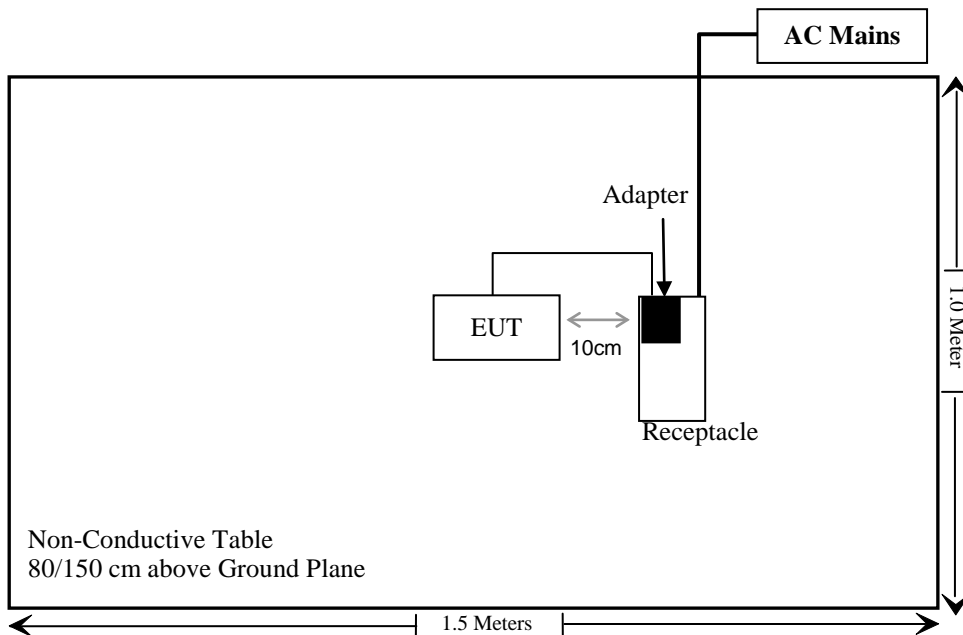 AC Mains
Adapter
EUT
10cm
1.0 Meter
Receptacle
Non-Conductive Table
80/150 cm above Ground Plane
1.5 Meters